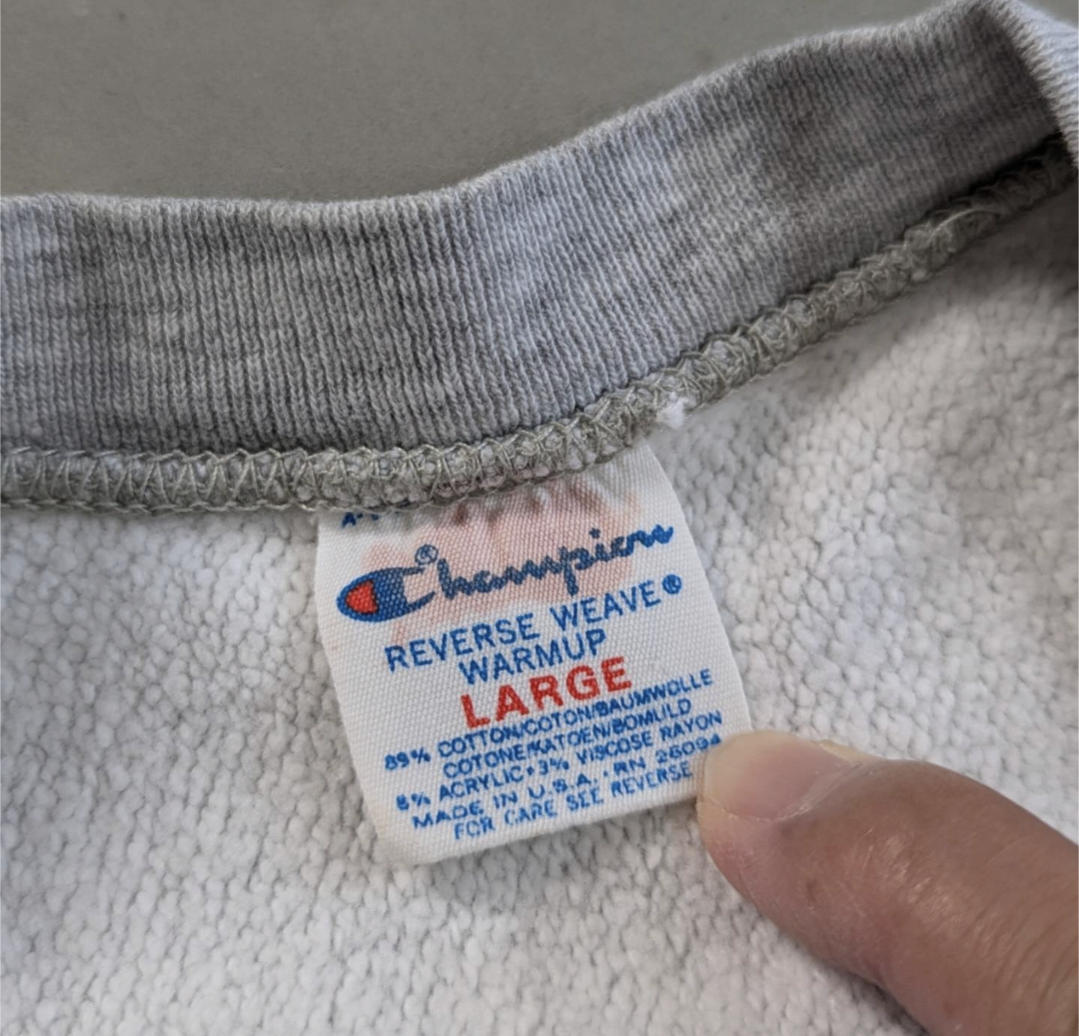 Champion®
REVERSE WEAVE®
WARMUP
LARGE
89% COTTON/COTON/BAUMWOLLE
COTONE/KATOEN/BOMULD
8% ACRYLIC • 3% VISCOSE RAYON
MADE IN U.S.A. • RN 26094
FOR CARE SEE REVERSE